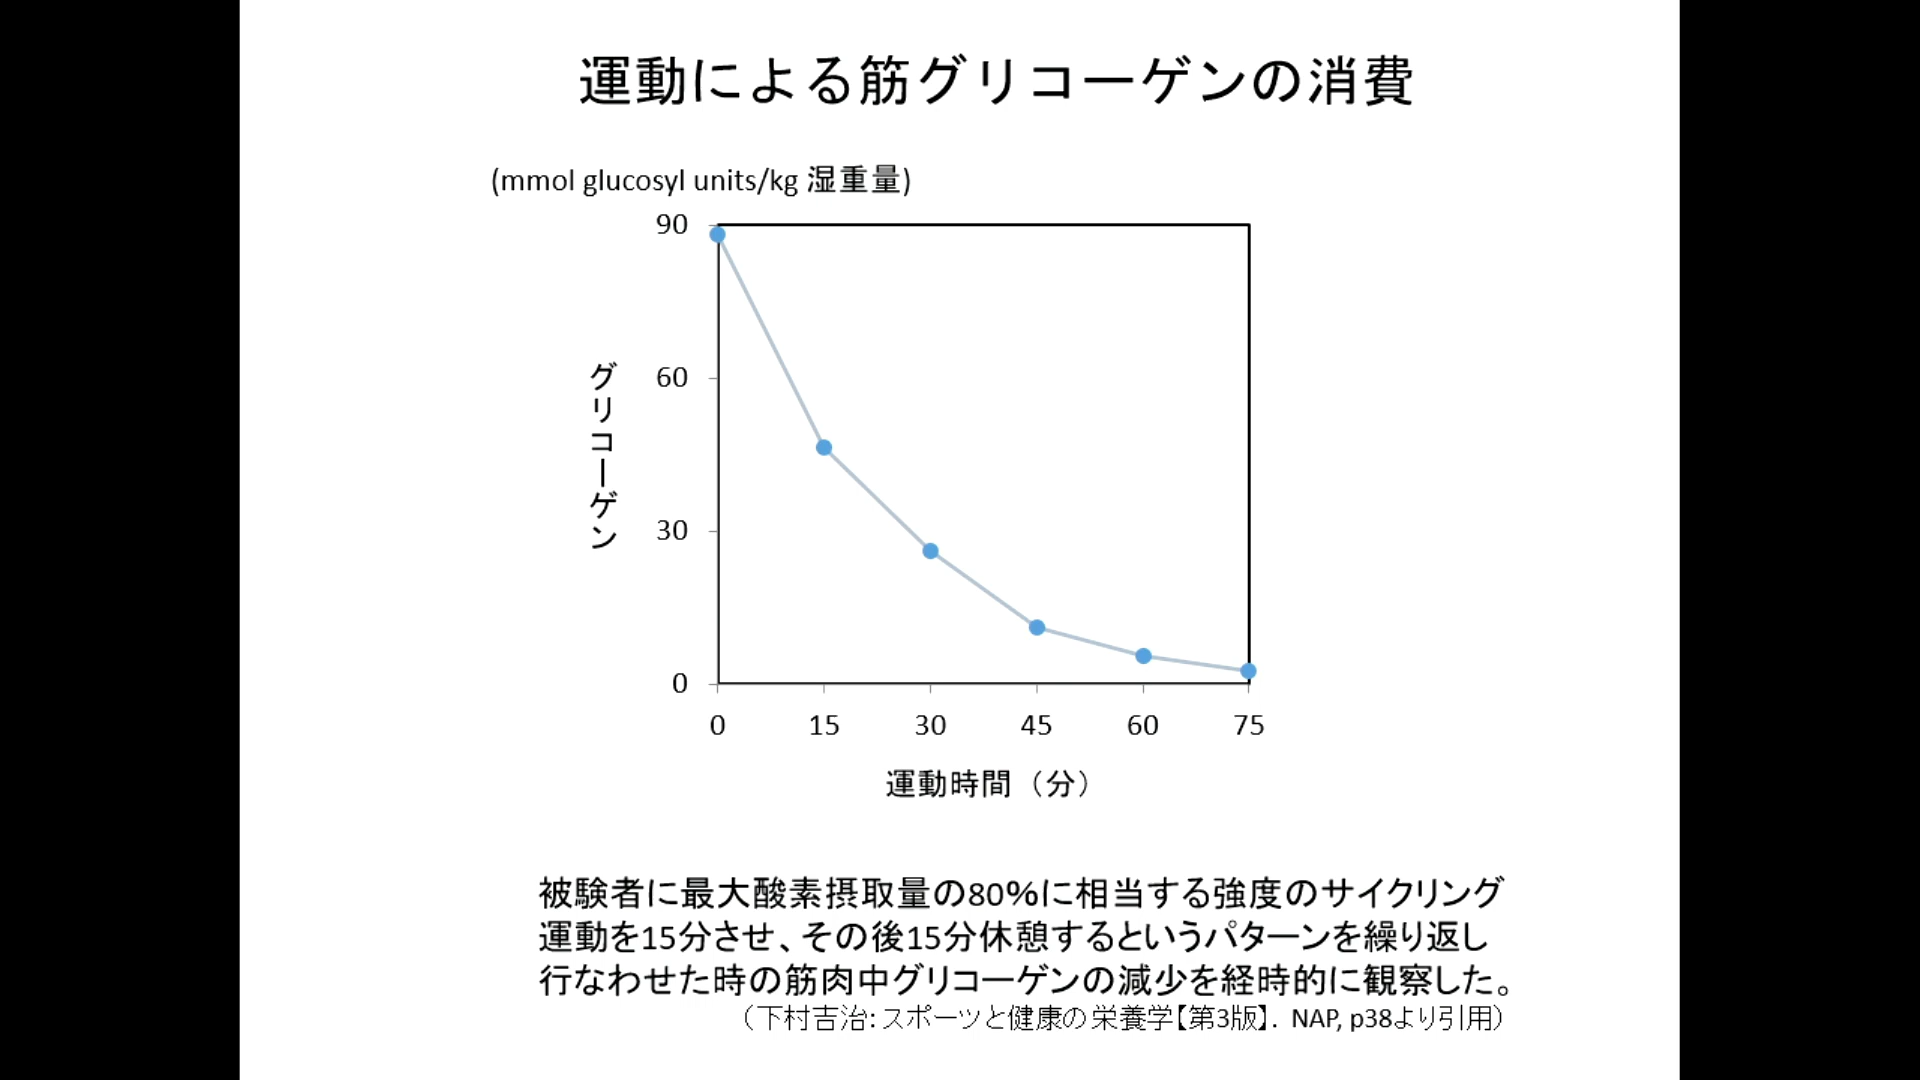 運動による筋グリコーゲンの消費
(mmol glucosyl units/kg 湿重量)
90
60
30
0
グリコーゲン
0 15 30 45 60 75
運動時間（分）
被験者に最大酸素摂取量の80%に相当する強度のサイクリング
運動を15分させ、その後15分休憩するというパターンを繰り返し
行なわせた時の筋肉中グリコーゲンの減少を経時的に観察した。
（下村吉治：スポーツと健康の栄養学【第3版】．NAP, p38より引用）